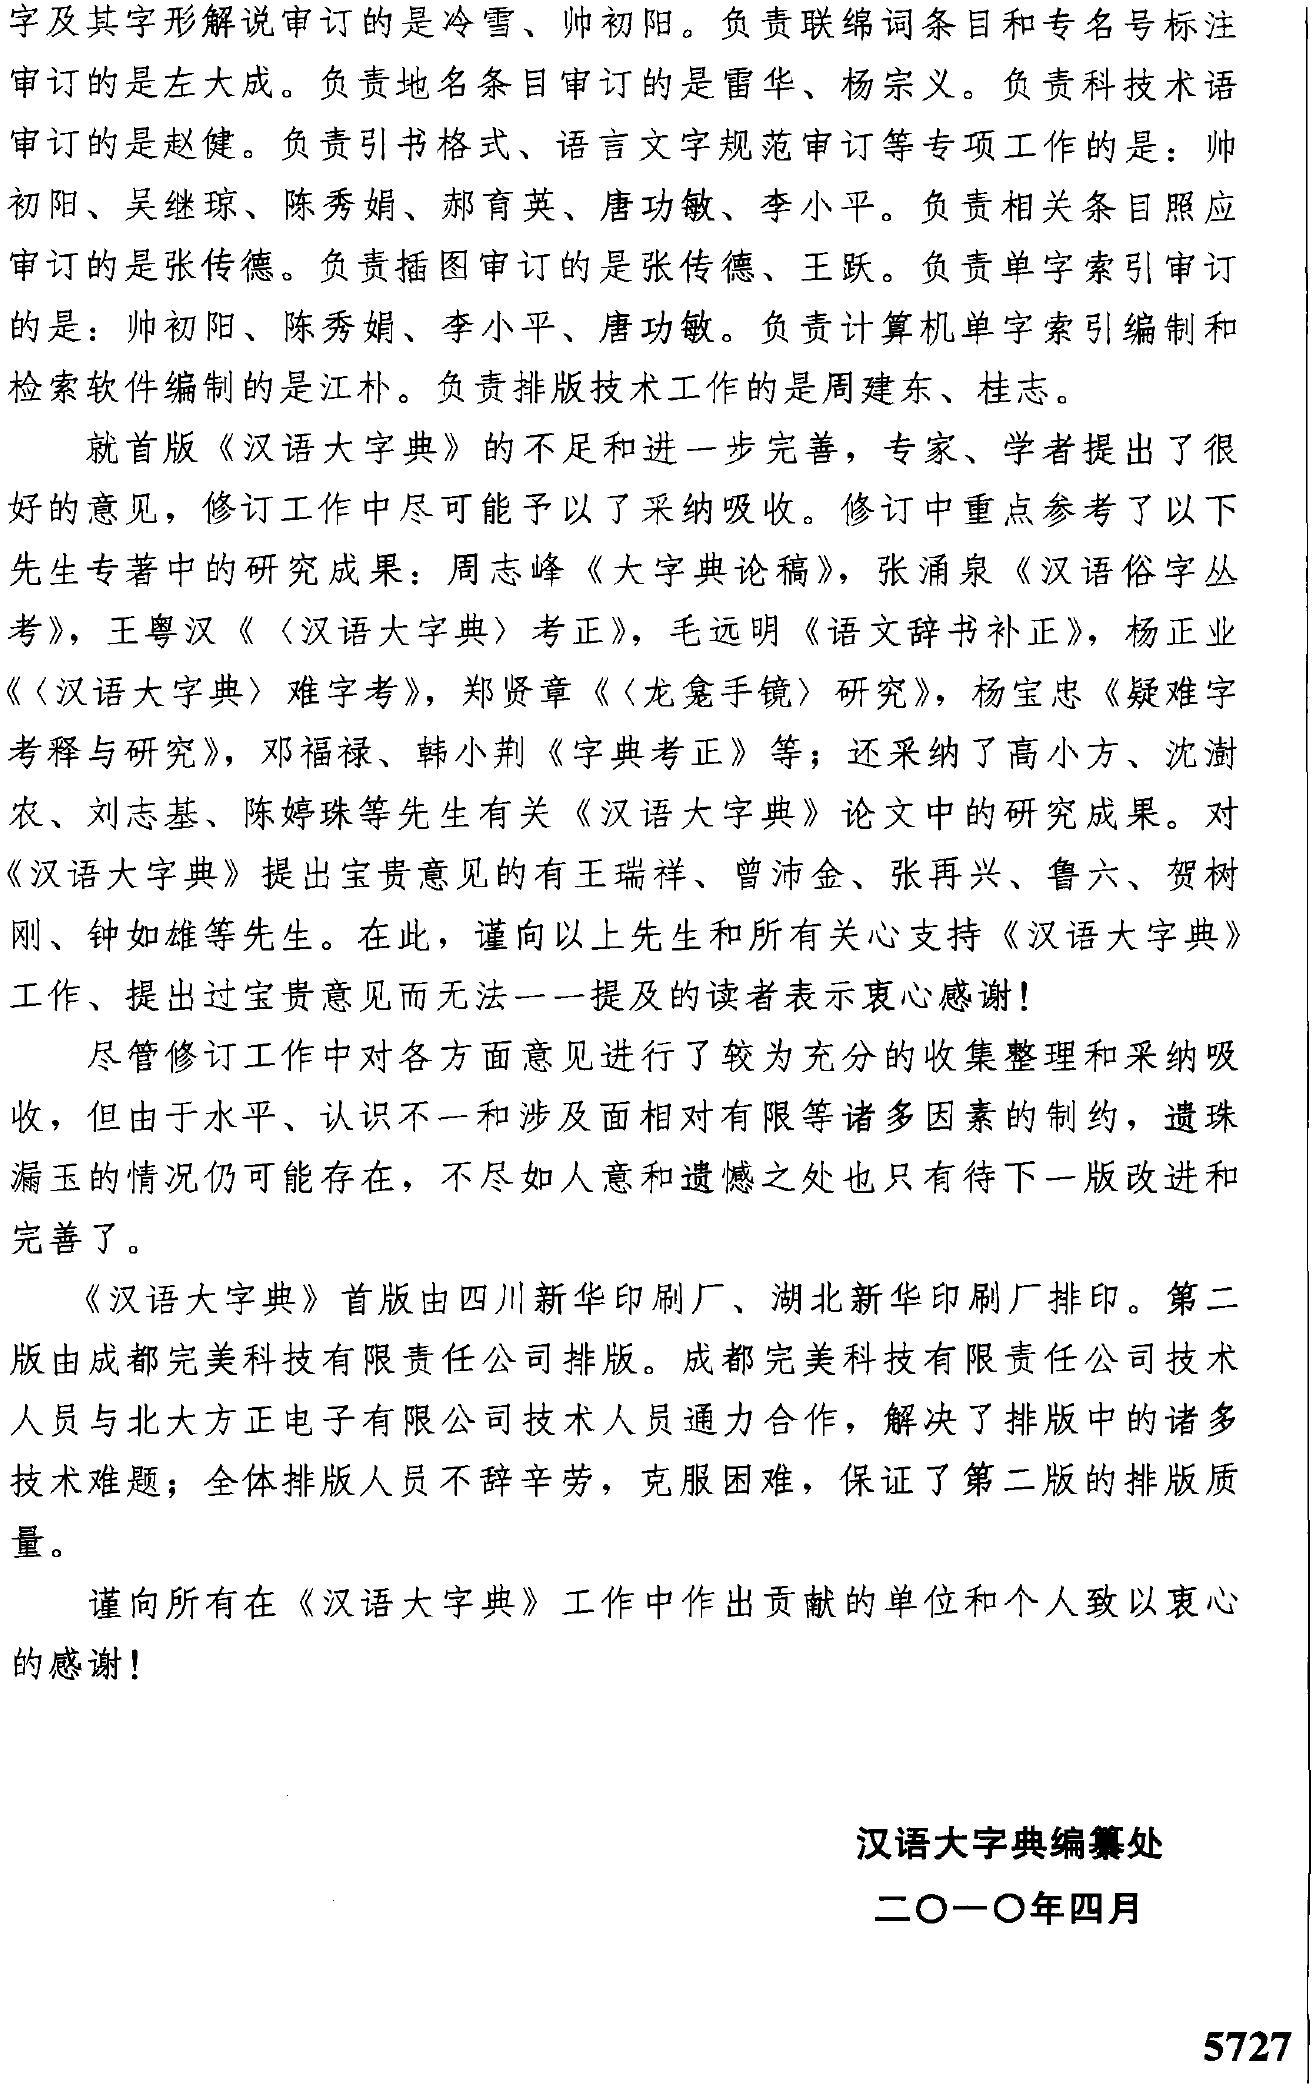 字及其字形解说审订的是冷雪、帅初阳。负责联绵词条目和专名号标注
审订的是左大成。负责地名条目审订的是雷华、杨宗义。负责科技术语
审订的是赵健。负责引书格式、语言文字规范审订等专项工作的是：帅
初阳、吴继琼、陈秀娟、郝育英、唐功敏、李小平。负责相关条目照应
审订的是张传德。负责插图审订的是张传德、王跃。负责单字索引审订
的是：帅初阳、陈秀娟、李小平、唐功敏。负责计算机单字索引编制和
检索软件编制的是江朴。负责排版技术工作的是周建东、桂志。
就首版《汉语大字典》的不足和进一步完善，专家、学者提出了很
好的意见，修订工作中尽可能予以了采纳吸收。修订中重点参考了以下
先生专著中的研究成果：周志峰《大字典论稿》，张涌泉《汉语俗字丛
考》，王粤汉《〈汉语大字典〉考正》，毛远明《语文辞书补正》，杨正业
《〈汉语大字典〉难字考》，郑贤章《〈龙龛手镜〉研究》，杨宝忠《疑难字
考释与研究》，邓福禄、韩小荆《字典考正》等；还采纳了高小方、沈澍
农、刘志基、陈婷珠等先生有关《汉语大字典》论文中的研究成果。对
《汉语大字典》提出宝贵意见的有王瑞祥、曾沛金、张再兴、鲁六、贺树
刚、钟如雄等先生。在此，谨向以上先生和所有关心支持《汉语大字典》
工作、提出过宝贵意见而无法一一提及的读者表示衷心感谢！
尽管修订工作中对各方面意见进行了较为充分的收集整理和采纳吸
收，但由于水平、认识不一和涉及面相对有限等诸多因素的制约，遗珠
漏玉的情况仍可能存在，不尽如人意和遗憾之处也只有待下一版改进和
完善了。
《汉语大字典》首版由四川新华印刷厂、湖北新华印刷厂排印。第二
版由成都完美科技有限责任公司排版。成都完美科技有限责任公司技术
人员与北大方正电子有限公司技术人员通力合作，解决了排版中的诸多
技术难题；全体排版人员不辞辛劳，克服困难，保证了第二版的排版质
量。
谨向所有在《汉语大字典》工作中作出贡献的单位和个人致以衷心
的感谢！
汉语大字典编纂处
二〇一〇年四月
5727